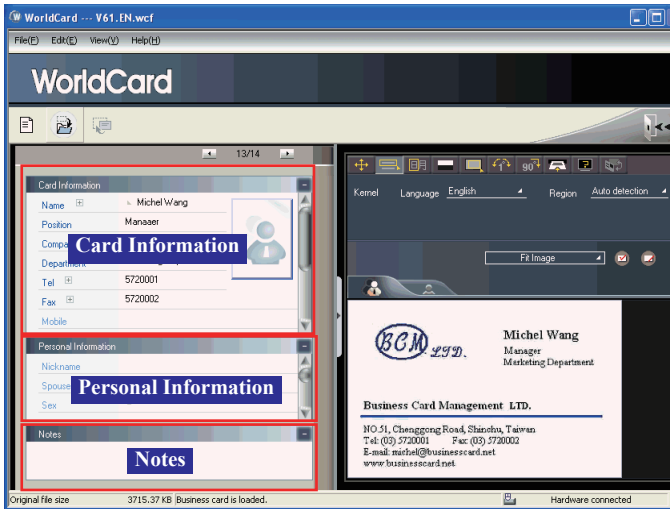 WorldCard --- V61.EN.wcf
File(F) Edit(E) View(V) Help(H)
WorldCard
13/14
Card Information
Name Michel Wang
Position Manager
Compa
Card Information
Department
Tel 5720001
Fax 5720002
Mobile
Personal Information
Nickname
Spouse
Personal Information
Sex
Notes
Notes
Kernel Language English Region Auto detection
Fit Image
BCM LTD.
Michel Wang
Manager
Marketing Department
Business Card Management LTD.
NO.51, Chenggong Road, Shinchu, Taiwan
Tel: (03) 5720001 Fax: (03) 5720002
E-mail: michel@businesscard.net
www.businesscard.net
Original file size 3715.37 KB Business card is loaded. Hardware connected